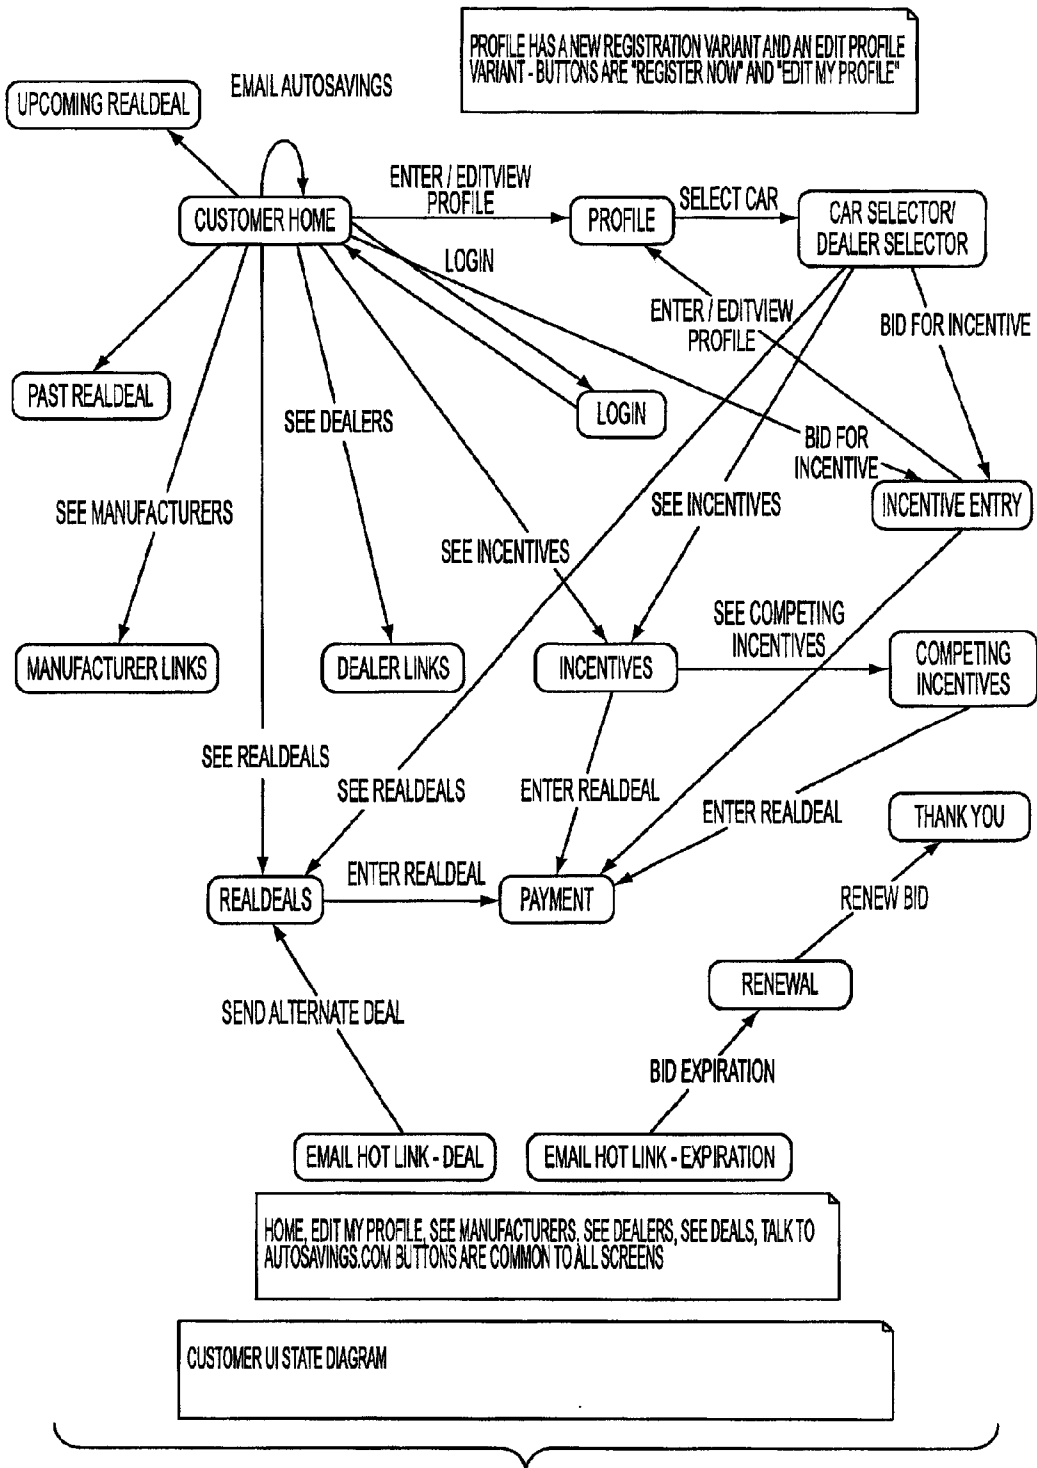 PROFILE HAS A NEW REGISTRATION VARIANT AND AN EDIT PROFILE
VARIANT - BUTTONS ARE "REGISTER NOW" AND "EDIT MY PROFILE"
EMAIL AUTOSAVINGS
UPCOMING REALDEAL
ENTER / EDITVIEW
PROFILE
SELECT CAR
CUSTOMER HOME
PROFILE
CAR SELECTOR/
DEALER SELECTOR
LOGIN
ENTER / EDITVIEW
PROFILE
BID FOR INCENTIVE
PAST REALDEAL
SEE DEALERS
LOGIN
BID FOR
INCENTIVE
SEE MANUFACTURERS
SEE INCENTIVES
INCENTIVE ENTRY
SEE INCENTIVES
SEE COMPETING
INCENTIVES
MANUFACTURER LINKS
DEALER LINKS
INCENTIVES
COMPETING
INCENTIVES
SEE REALDEALS
SEE REALDEALS
ENTER REALDEAL
ENTER REALDEAL
THANK YOU
ENTER REALDEAL
REALDEALS
PAYMENT
RENEW BID
RENEWAL
SEND ALTERNATE DEAL
BID EXPIRATION
EMAIL HOT LINK - DEAL
EMAIL HOT LINK - EXPIRATION
HOME, EDIT MY PROFILE, SEE MANUFACTURERS, SEE DEALERS, SEE DEALS, TALK TO
AUTOSAVINGS.COM BUTTONS ARE COMMON TO ALL SCREENS
CUSTOMER UI STATE DIAGRAM